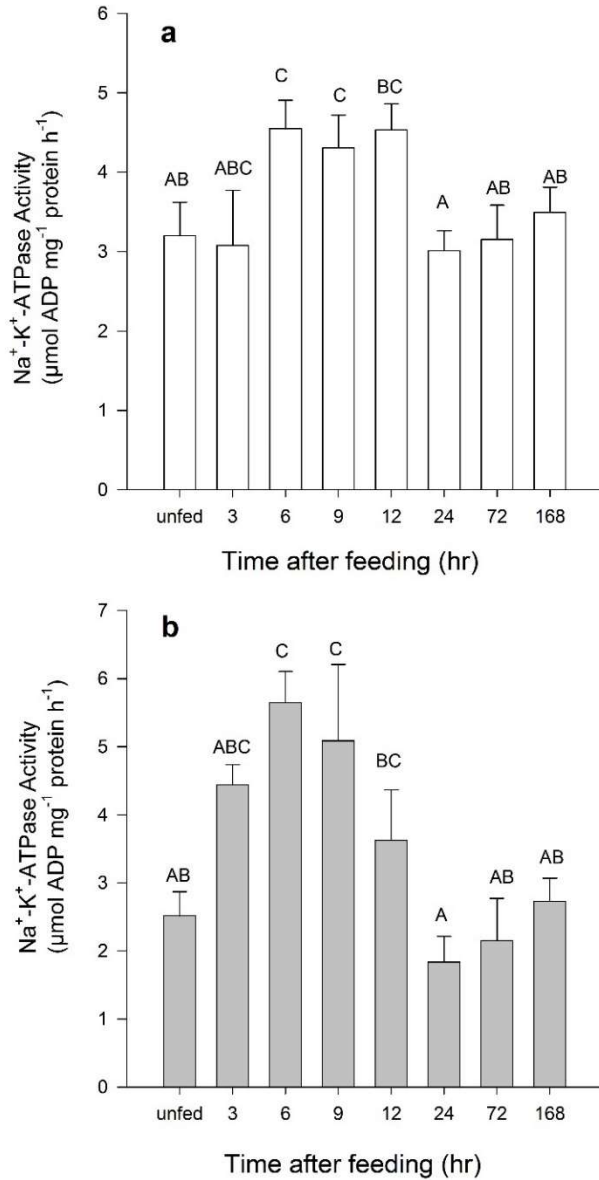 a
Na⁺-K⁺-ATPase Activity
(µmol ADP mg⁻¹ protein h⁻¹)
6
5
4
3
2
1
0
AB
ABC
C
C
BC
A
AB
AB
unfed 3 6 9 12 24 72 168
Time after feeding (hr)
b
Na⁺-K⁺-ATPase Activity
(µmol ADP mg⁻¹ protein h⁻¹)
7
6
5
4
3
2
1
0
AB
ABC
C
C
BC
A
AB
AB
unfed 3 6 9 12 24 72 168
Time after feeding (hr)